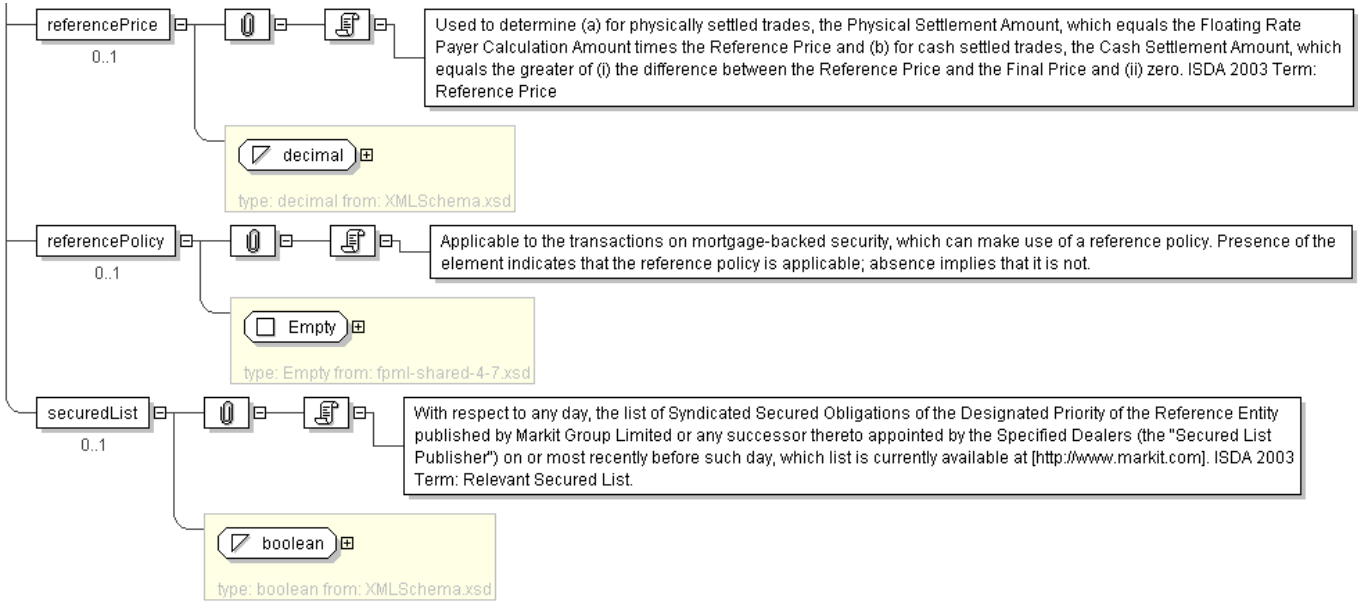 referencePrice
0..1
Used to determine (a) for physically settled trades, the Physical Settlement Amount, which equals the Floating Rate
Payer Calculation Amount times the Reference Price and (b) for cash settled trades, the Cash Settlement Amount, which
equals the greater of (i) the difference between the Reference Price and the Final Price and (ii) zero. ISDA 2003 Term:
Reference Price
decimal
type: decimal from: XMLSchema.xsd
referencePolicy
0..1
Applicable to the transactions on mortgage-backed security, which can make use of a reference policy. Presence of the
element indicates that the reference policy is applicable; absence implies that it is not.
Empty
type: Empty from: fpml-shared-4-7.xsd
securedList
0..1
With respect to any day, the list of Syndicated Secured Obligations of the Designated Priority of the Reference Entity
published by Markit Group Limited or any successor thereto appointed by the Specified Dealers (the "Secured List
Publisher") on or most recently before such day, which list is currently available at [http://www.markit.com]. ISDA 2003
Term: Relevant Secured List.
boolean
type: boolean from: XMLSchema.xsd